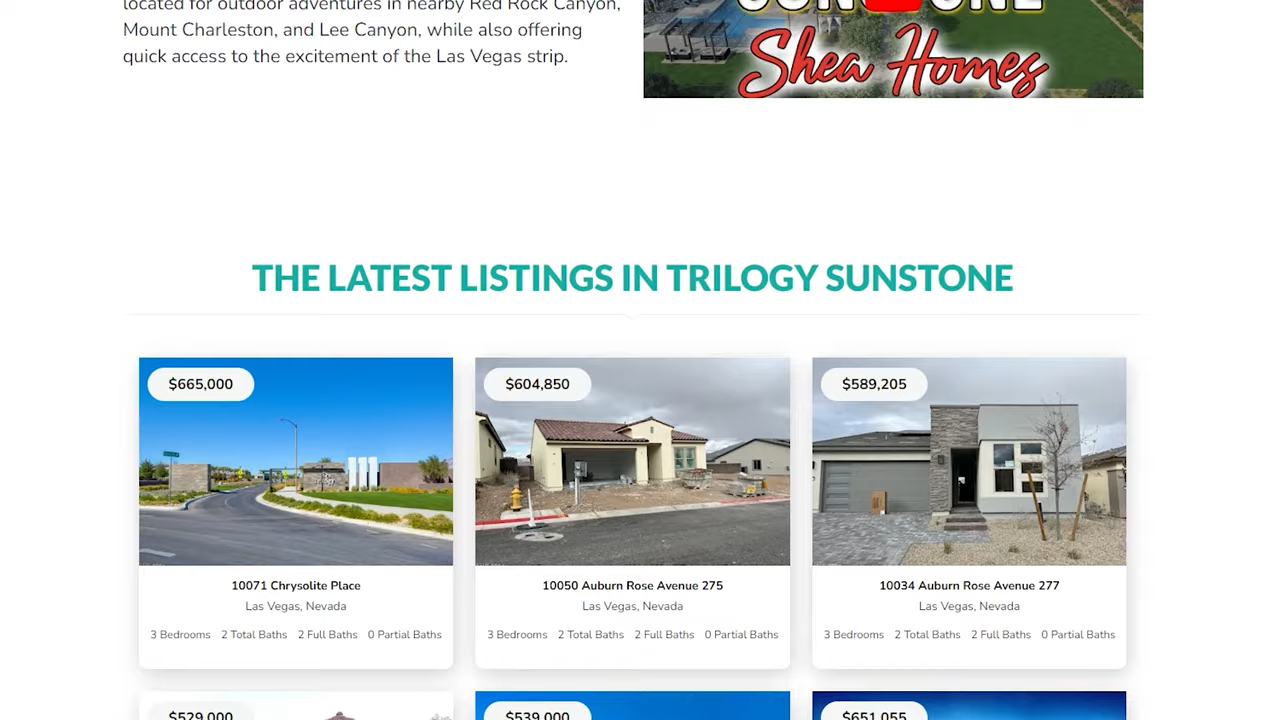 located for outdoor adventures in nearby Red Rock Canyon,
Mount Charleston, and Lee Canyon, while also offering
quick access to the excitement of the Las Vegas strip.
Shea Homes
THE LATEST LISTINGS IN TRILOGY SUNSTONE
$665,000
$604,850
$589,205
10071 Chrysolite Place
Las Vegas, Nevada
3 Bedrooms 2 Total Baths 2 Full Baths 0 Partial Baths
10050 Auburn Rose Avenue 275
Las Vegas, Nevada
3 Bedrooms 2 Total Baths 2 Full Baths 0 Partial Baths
10034 Auburn Rose Avenue 277
Las Vegas, Nevada
3 Bedrooms 2 Total Baths 2 Full Baths 0 Partial Baths
$529,000
$539,000
$651,055